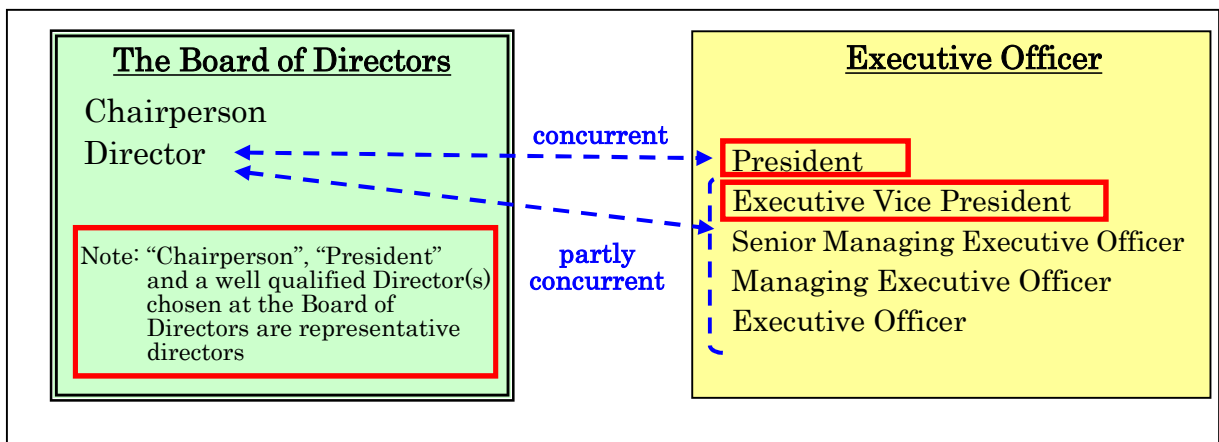 The Board of Directors
Chairperson
Director
Note: “Chairperson”, “President”
and a well qualified Director(s)
chosen at the Board of
Directors are representative
directors
concurrent
partly
concurrent
Executive Officer
President
Executive Vice President
Senior Managing Executive Officer
Managing Executive Officer
Executive Officer